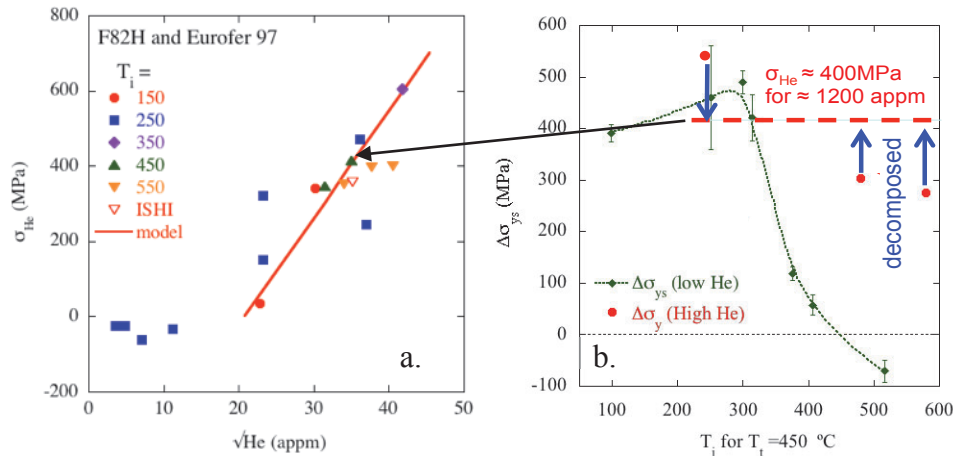 F82H and Eurofer 97
T_i =
150
250
350
450
550
ISHI
model
a.
800
600
400
200
0
-200
σ_He (MPa)
0 10 20 30 40 50
√He (appm)
σ_He ≈ 400MPa
for ≈ 1200 appm
decomposed
Δσ_ys (low He)
Δσ_y (High He)
b.
600
500
400
300
200
100
0
-100
Δσ_ys (MPa)
0 100 200 300 400 500 600
T_i for T_t =450 ºC